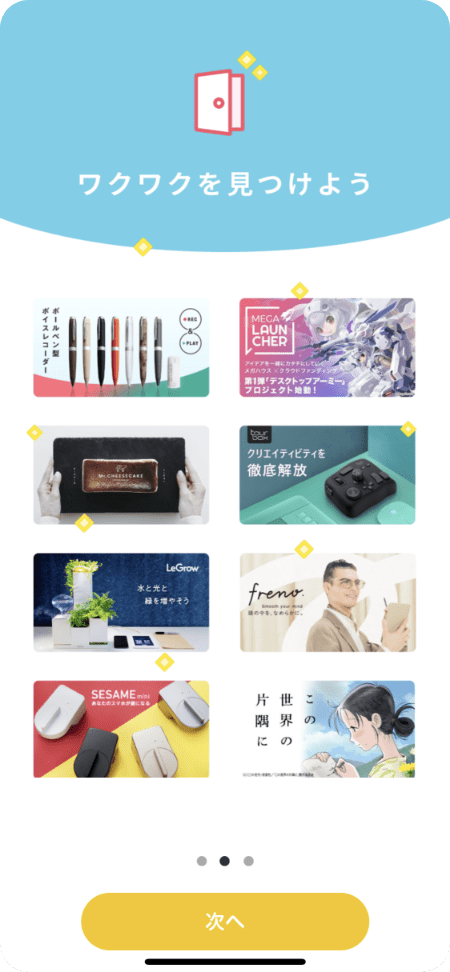 ワクワクを見つけよう
ボールペン型
ボイスレコーダー
REC
&
PLAY
MEGA
LAUN
CHER
アイデアを一緒にカタチにしていく
メガハウス×クラウドファンディング
第1弾「デスクトップアーミー」
プロジェクト始動！
MR. CHEESECAKE
tour
box
クリエイティビティを
徹底解放
LeGrow
水と光と
緑を増やそう
freno.
Smooth your mind.
頭の中を、なめらかに。
SESAME mini
あなたのスマホが鍵になる
この
世界の
片隅に
次へ